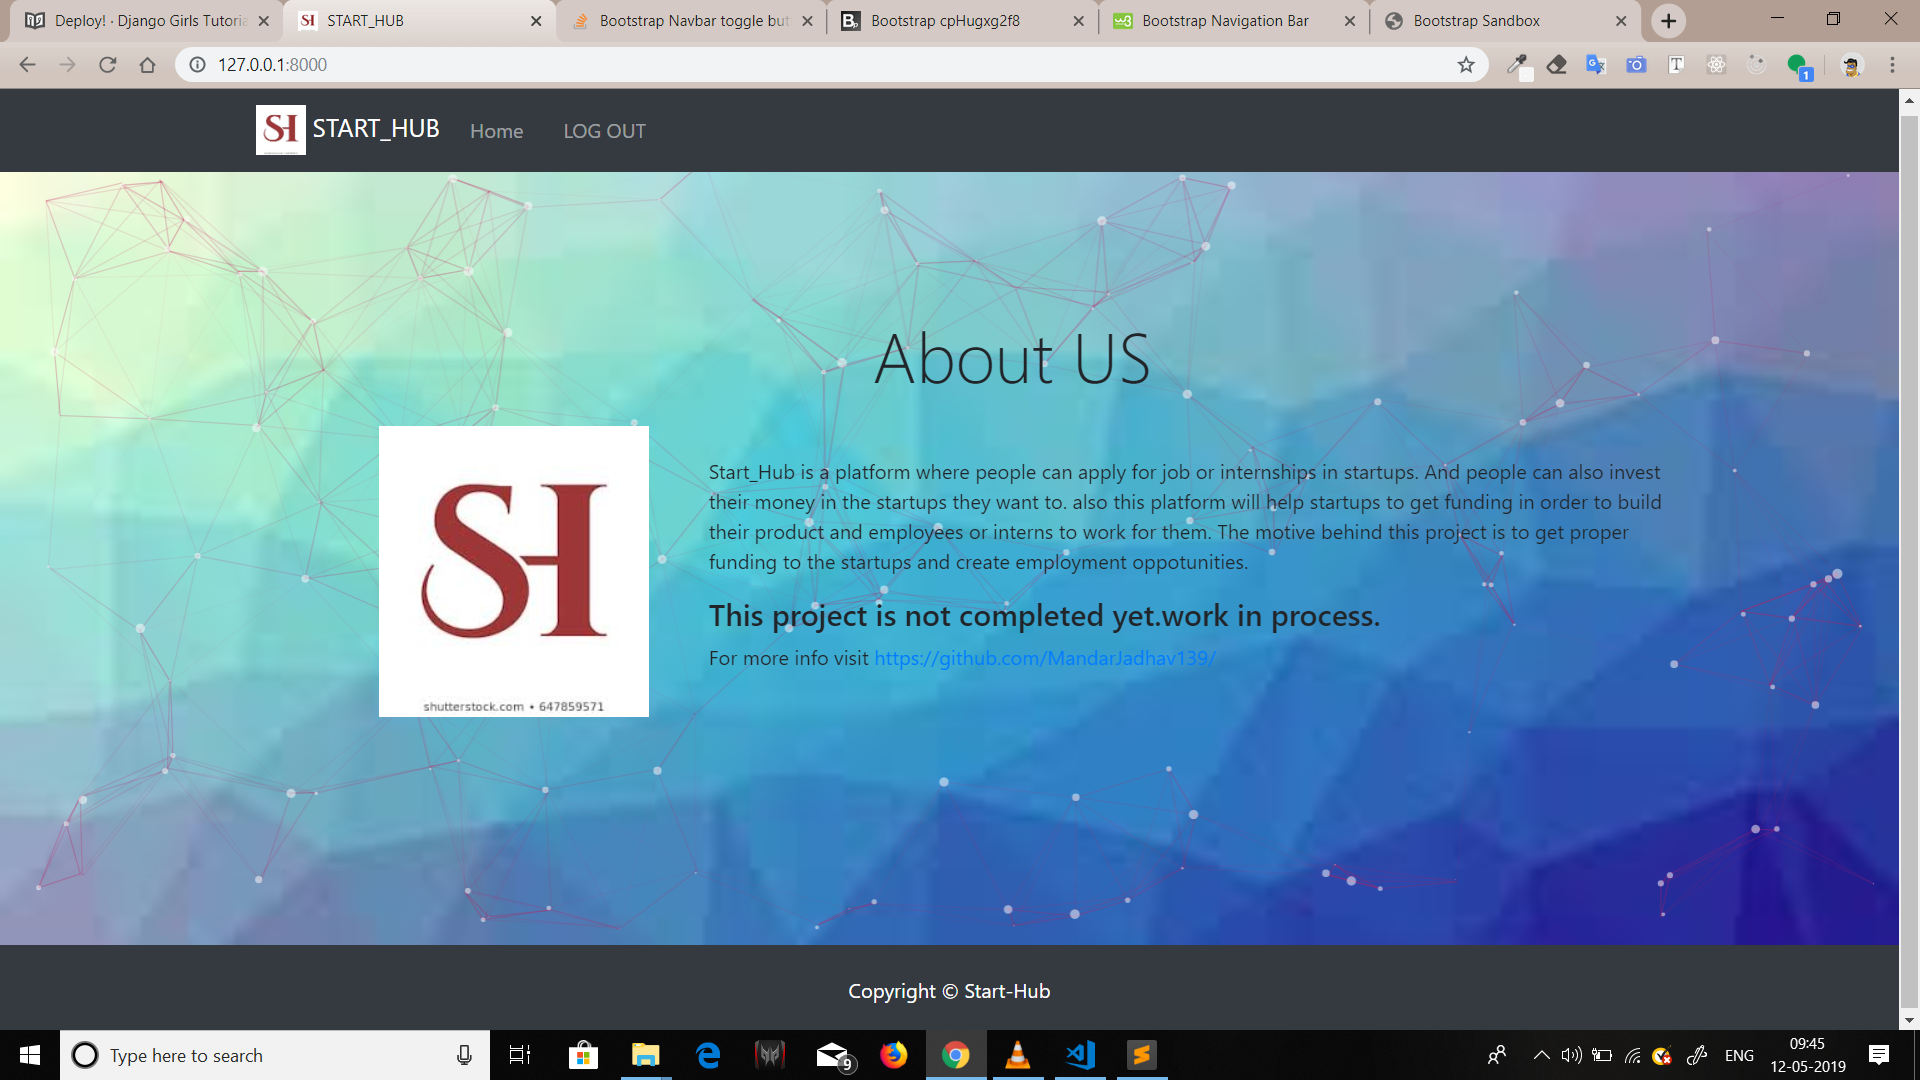 Deploy! · Django Girls Tutoria
START_HUB
Bootstrap Navbar toggle but
Bootstrap cpHugxg2f8
Bootstrap Navigation Bar
Bootstrap Sandbox
127.0.0.1:8000
1
SH START_HUB
Home
LOG OUT
About US
SH
shutterstock.com • 647859571
Start_Hub is a platform where people can apply for job or internships in startups. And people can also invest
their money in the startups they want to. also this platform will help startups to get funding in order to build
their product and employees or interns to work for them. The motive behind this project is to get proper
funding to the startups and create employment oppotunities.
This project is not completed yet.work in process.
For more info visit https://github.com/MandarJadhav139/
Copyright © Start-Hub
Type here to search
9
ENG
09:45
12-05-2019